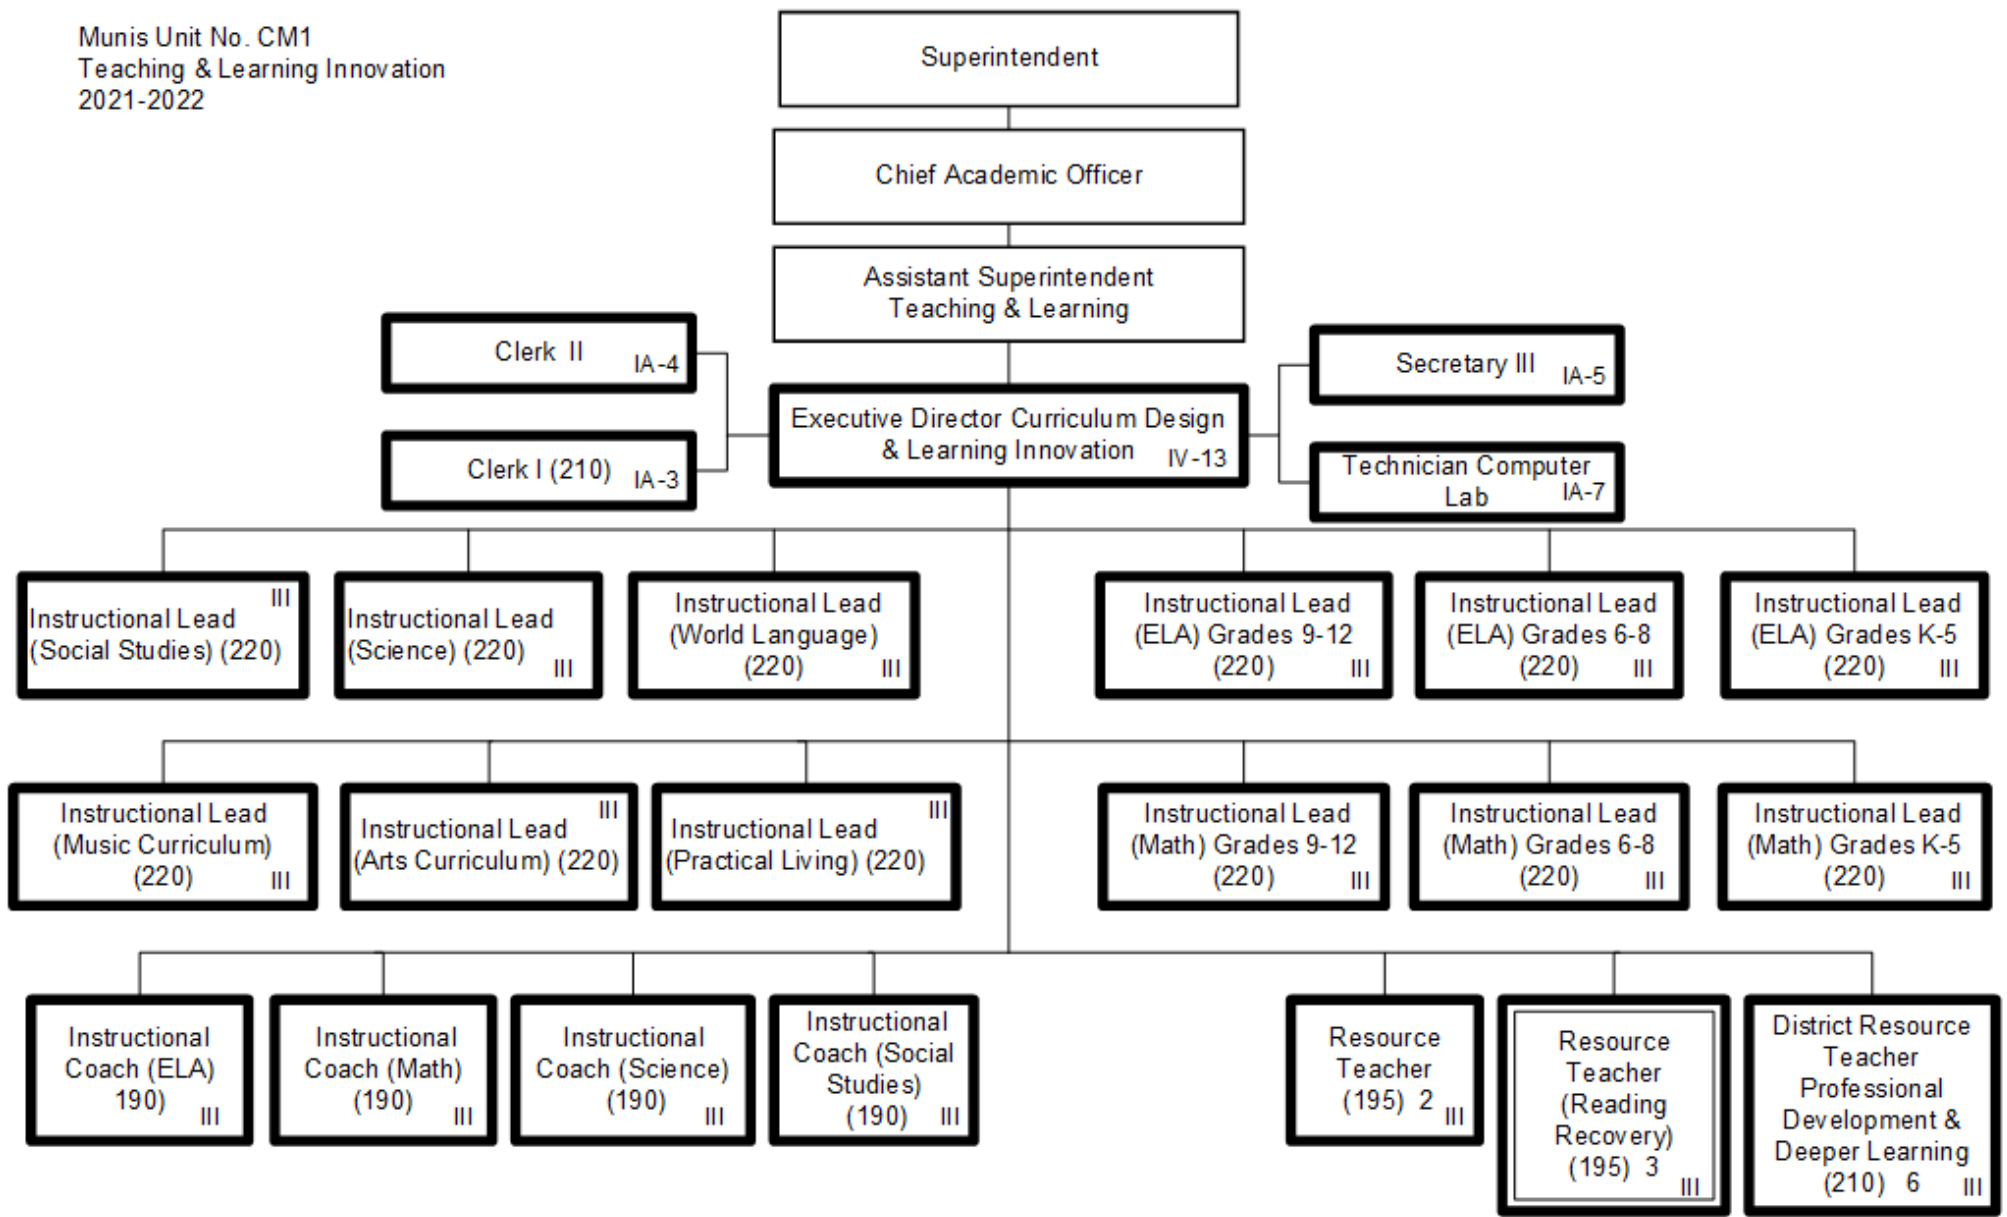 Munis Unit No. CM1
Teaching & Learning Innovation
2021-2022
Superintendent
Chief Academic Officer
Assistant Superintendent
Teaching & Learning
Clerk II
IA-4
Secretary III
IA-5
Executive Director Curriculum Design
& Learning Innovation
IV-13
Clerk I (210)
IA-3
Technician Computer
Lab
IA-7
III
Instructional Lead
(Social Studies) (220)
Instructional Lead
(Science) (220)
III
Instructional Lead
(World Language)
(220)
III
Instructional Lead
(ELA) Grades 9-12
(220)
III
Instructional Lead
(ELA) Grades 6-8
(220)
III
Instructional Lead
(ELA) Grades K-5
(220)
III
Instructional Lead
(Music Curriculum)
(220)
III
III
Instructional Lead
(Arts Curriculum) (220)
III
Instructional Lead
(Practical Living) (220)
Instructional Lead
(Math) Grades 9-12
(220)
III
Instructional Lead
(Math) Grades 6-8
(220)
III
Instructional Lead
(Math) Grades K-5
(220)
III
Instructional
Coach (ELA)
190)
III
Instructional
Coach (Math)
(190)
III
Instructional
Coach (Science)
(190)
III
Instructional
Coach (Social
Studies)
(190)
III
Resource
Teacher
(195) 2
III
Resource
Teacher
(Reading
Recovery)
(195) 3
III
District Resource
Teacher
Professional
Development &
Deeper Learning
(210) 6
III